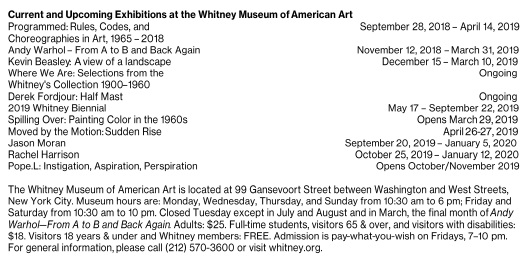 Current and Upcoming Exhibitions at the Whitney Museum of American Art
Programmed: Rules, Codes, and September 28, 2018 – April 14, 2019
Choreographies in Art, 1965 – 2018
Andy Warhol – From A to B and Back Again November 12, 2018 – March 31, 2019
Kevin Beasley: A view of a landscape December 15 – March 10, 2019
Where We Are: Selections from the Ongoing
Whitney's Collection 1900–1960
Derek Fordjour: Half Mast Ongoing
2019 Whitney Biennial May 17 – September 22, 2019
Spilling Over: Painting Color in the 1960s Opens March 29, 2019
Moved by the Motion: Sudden Rise April 26-27, 2019
Jason Moran September 20, 2019 – January 5, 2020
Rachel Harrison October 25, 2019 – January 12, 2020
Pope.L: Instigation, Aspiration, Perspiration Opens October/November 2019
The Whitney Museum of American Art is located at 99 Gansevoort Street between Washington and West Streets,
New York City. Museum hours are: Monday, Wednesday, Thursday, and Sunday from 10:30 am to 6 pm; Friday and
Saturday from 10:30 am to 10 pm. Closed Tuesday except in July and August and in March, the final month of Andy
Warhol—From A to B and Back Again. Adults: $25. Full-time students, visitors 65 & over, and visitors with disabilities:
$18. Visitors 18 years & under and Whitney members: FREE. Admission is pay-what-you-wish on Fridays, 7–10 pm.
For general information, please call (212) 570-3600 or visit whitney.org.